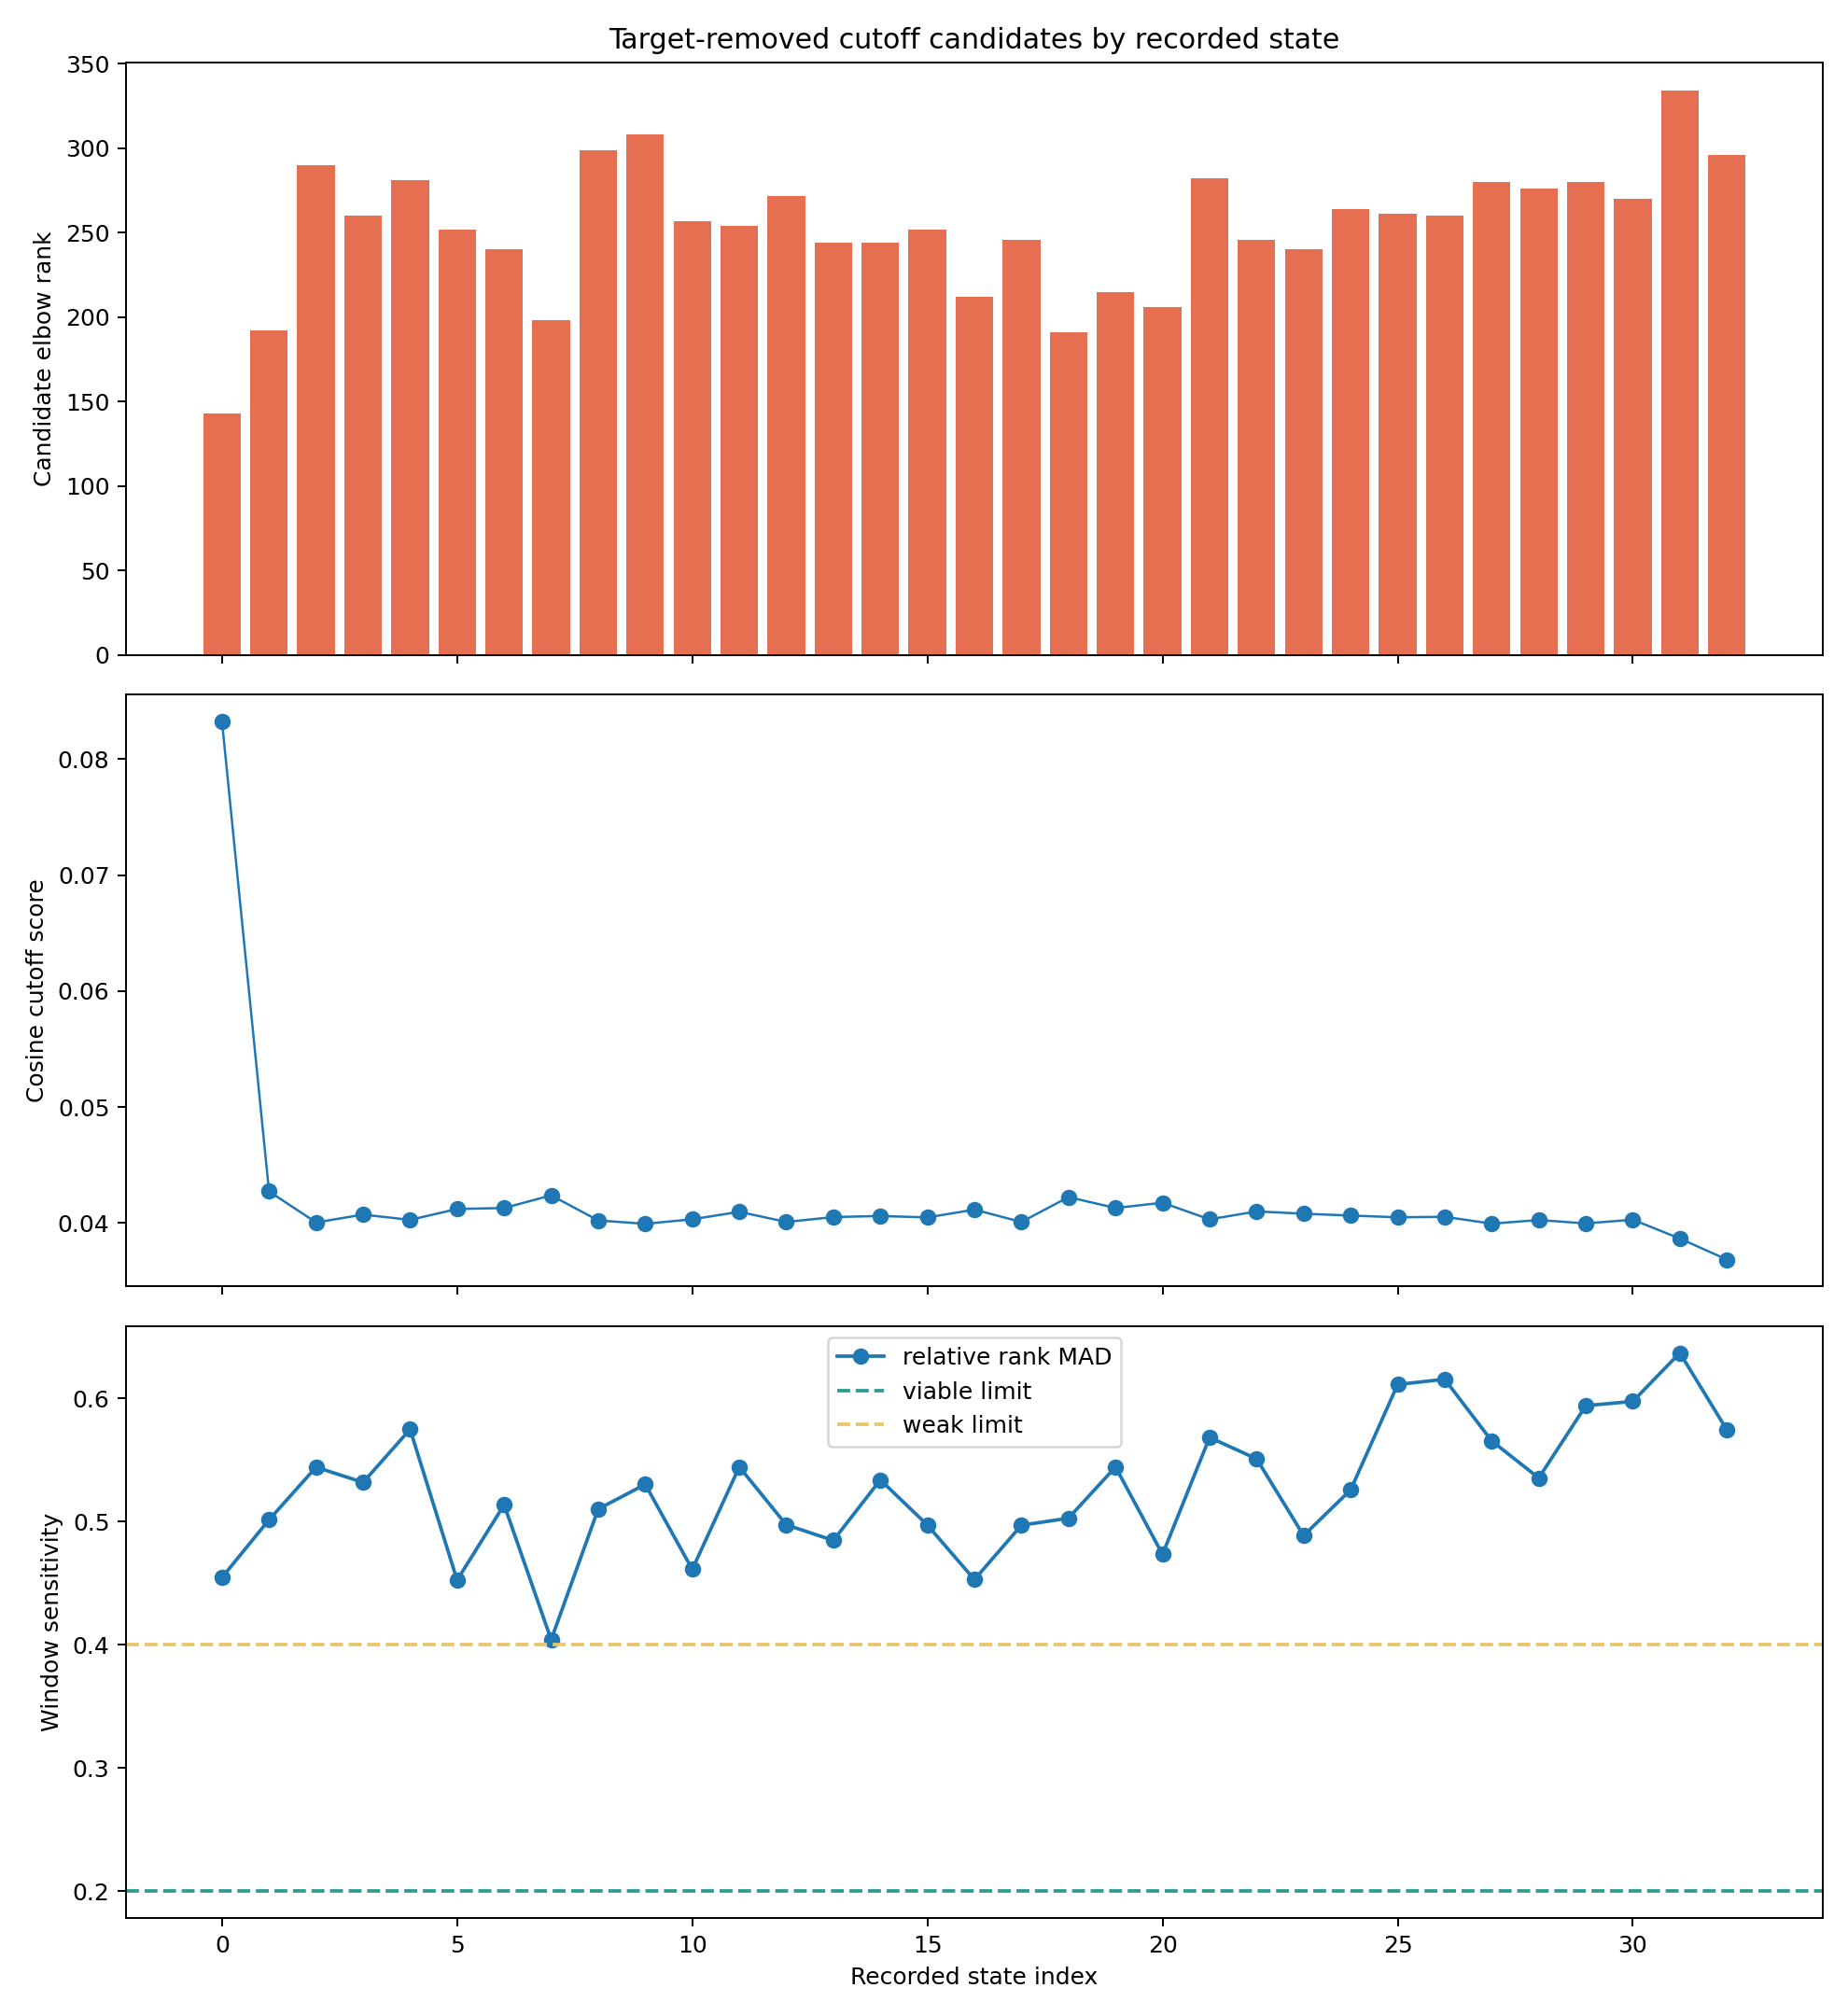 Target-removed cutoff candidates by recorded state
350
300
250
200
150
100
50
0
Candidate elbow rank
0.08
0.07
0.06
0.05
0.04
Cosine cutoff score
relative rank MAD
viable limit
weak limit
0.6
0.5
0.4
0.3
0.2
Window sensitivity
0 5 10 15 20 25 30
Recorded state index